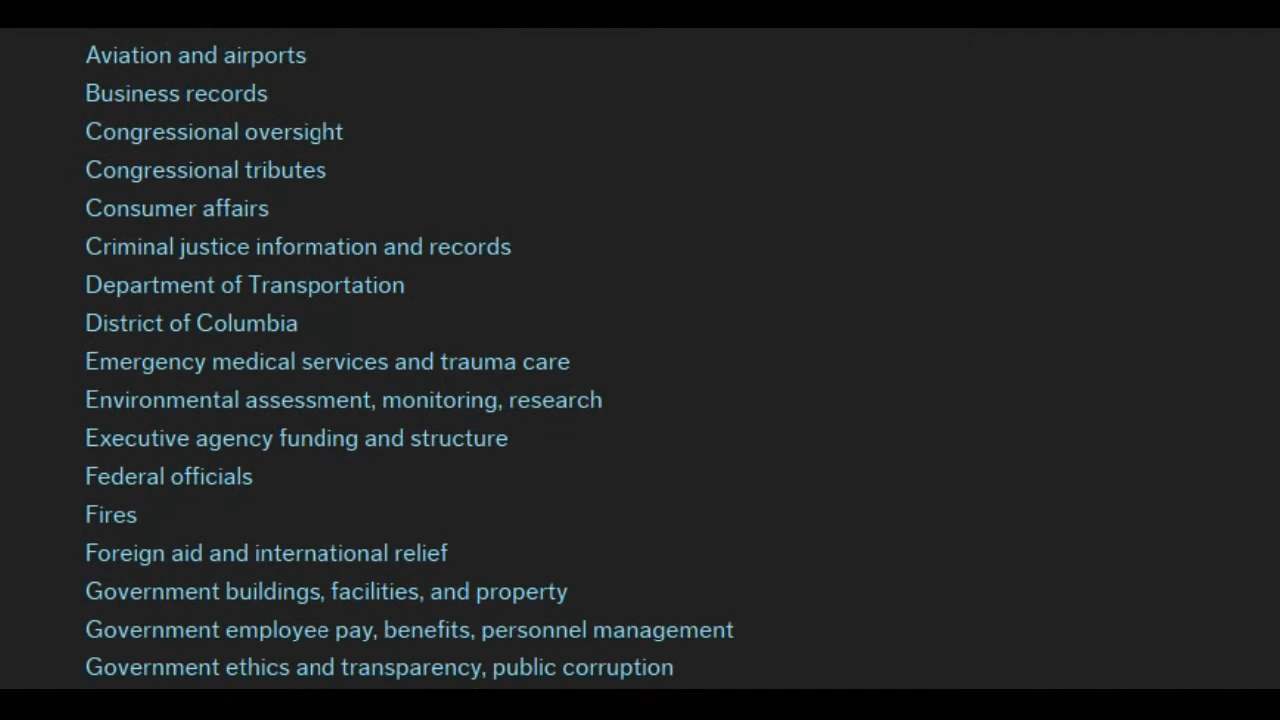 Aviation and airports
Business records
Congressional oversight
Congressional tributes
Consumer affairs
Criminal justice information and records
Department of Transportation
District of Columbia
Emergency medical services and trauma care
Environmental assessment, monitoring, research
Executive agency funding and structure
Federal officials
Fires
Foreign aid and international relief
Government buildings, facilities, and property
Government employee pay, benefits, personnel management
Government ethics and transparency, public corruption